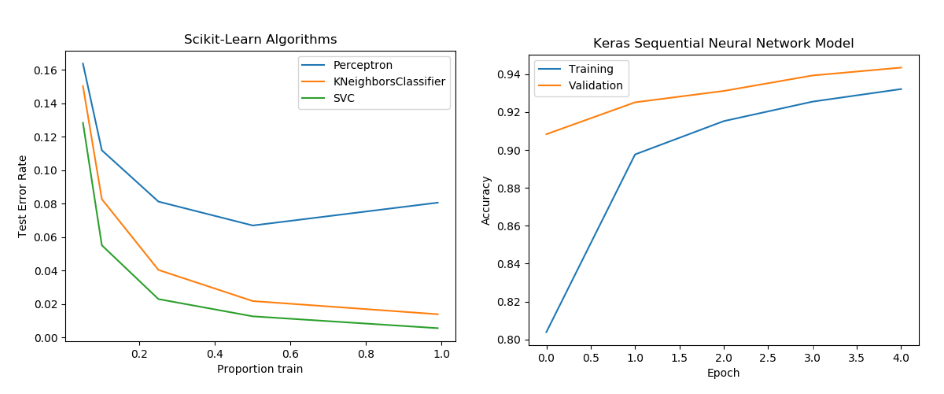 Scikit-Learn Algorithms
Perceptron
KNeighborsClassifier
SVC
Test Error Rate
0.16
0.14
0.12
0.10
0.08
0.06
0.04
0.02
0.00
0.2 0.4 0.6 0.8 1.0
Proportion train
Keras Sequential Neural Network Model
Training
Validation
Accuracy
0.94
0.92
0.90
0.88
0.86
0.84
0.82
0.80
0.0 0.5 1.0 1.5 2.0 2.5 3.0 3.5 4.0
Epoch